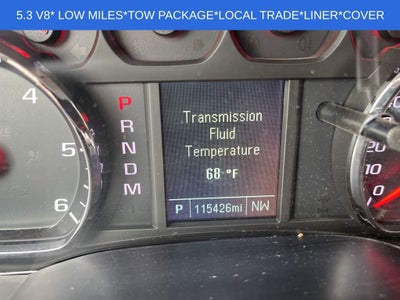 5.3 V8* LOW MILES*TOW PACKAGE*LOCAL TRADE*LINER*COVER
4
5
6
P
R
N
D
M
Transmission
Fluid
Temperature
68 °F
P 115426mi NW
20
0